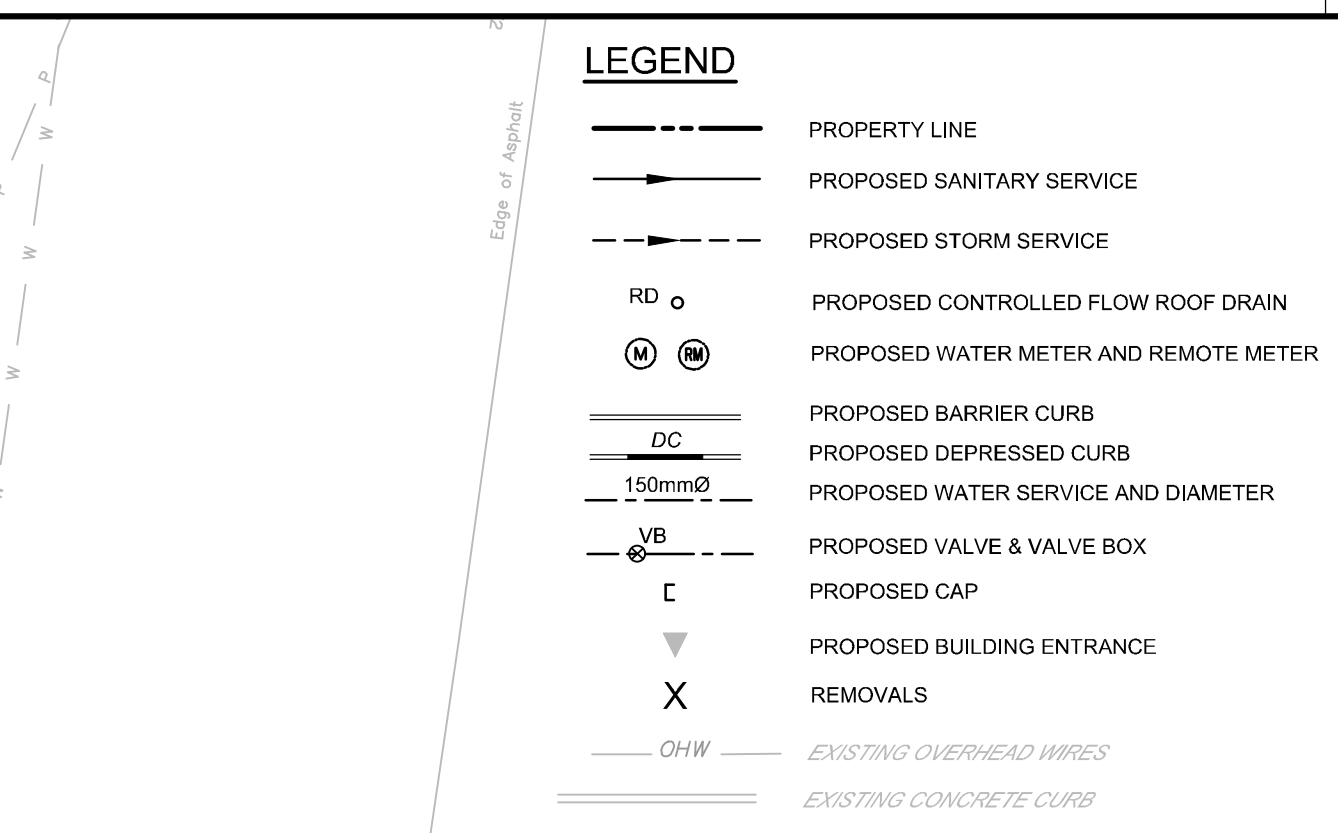 LEGEND
PROPERTY LINE
PROPOSED SANITARY SERVICE
PROPOSED STORM SERVICE
RD PROPOSED CONTROLLED FLOW ROOF DRAIN
M RM PROPOSED WATER METER AND REMOTE METER
PROPOSED BARRIER CURB
DC PROPOSED DEPRESSED CURB
150mmØ PROPOSED WATER SERVICE AND DIAMETER
VB PROPOSED VALVE & VALVE BOX
PROPOSED CAP
PROPOSED BUILDING ENTRANCE
X REMOVALS
OHW EXISTING OVERHEAD WIRES
EXISTING CONCRETE CURB
Edge of Asphalt
P
W
W
W